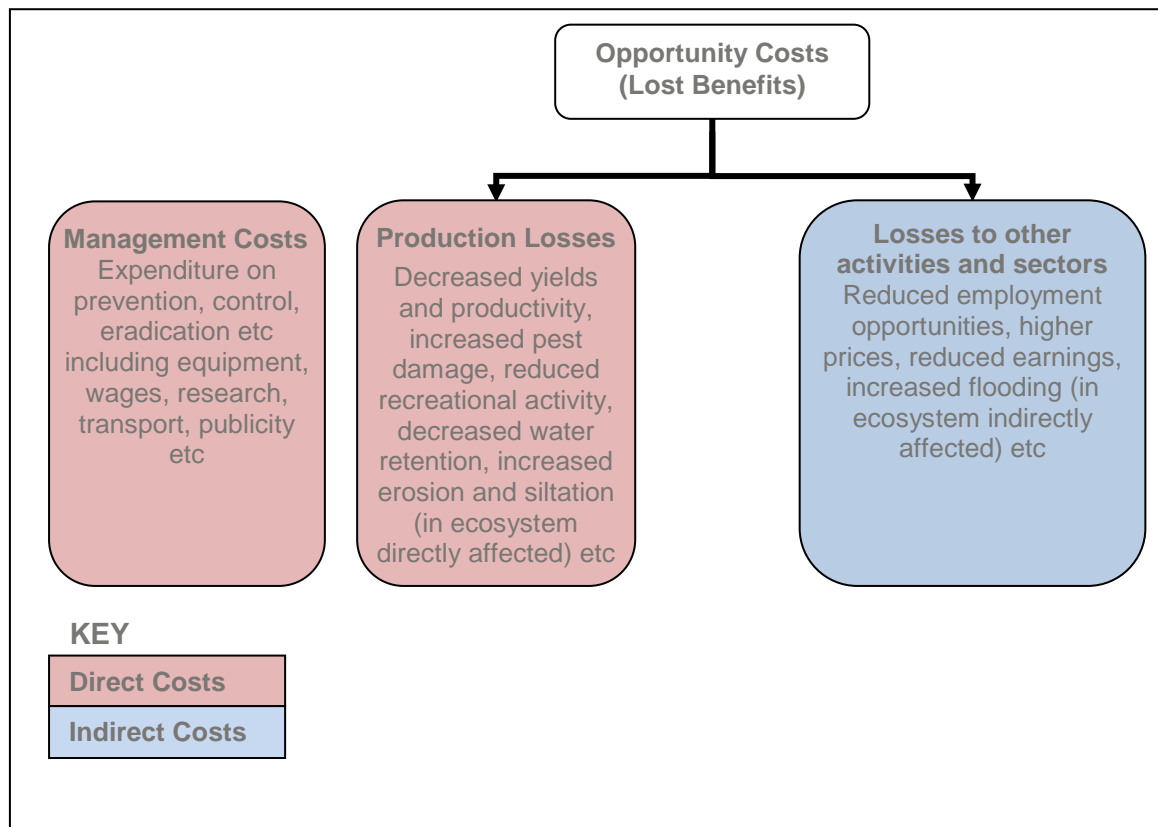 Opportunity Costs
(Lost Benefits)
Management Costs
Expenditure on
prevention, control,
eradication etc
including equipment,
wages, research,
transport, publicity
etc
Production Losses
Decreased yields
and productivity,
increased pest
damage, reduced
recreational activity,
decreased water
retention, increased
erosion and siltation
(in ecosystem
directly affected) etc
Losses to other
activities and sectors
Reduced employment
opportunities, higher
prices, reduced earnings,
increased flooding (in
ecosystem indirectly
affected) etc
KEY
Direct Costs
Indirect Costs